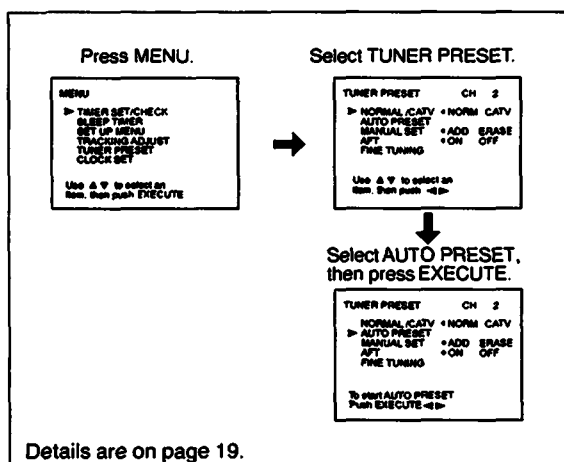 Press MENU.
MENU
▶ TIMER SET/CHECK
SLEEP TIMER
SET UP MENU
TRACKING ADJUST
TUNER PRESET
CLOCK SET
Use △ ▽ to select an
item, then push EXECUTE
Select TUNER PRESET.
TUNER PRESET CH 2
▶ NORMAL/CATV •NORM CATV
AUTO PRESET
MANUAL SET •ADD ERASE
AFT •ON OFF
FINE TUNING
Use △ ▽ to select an
item, then push ◁▷
Select AUTO PRESET,
then press EXECUTE.
TUNER PRESET CH 2
NORMAL/CATV •NORM CATV
▶ AUTO PRESET
MANUAL SET •ADD ERASE
AFT •ON OFF
FINE TUNING
To start AUTO PRESET
Push EXECUTE ◁▷
Details are on page 19.